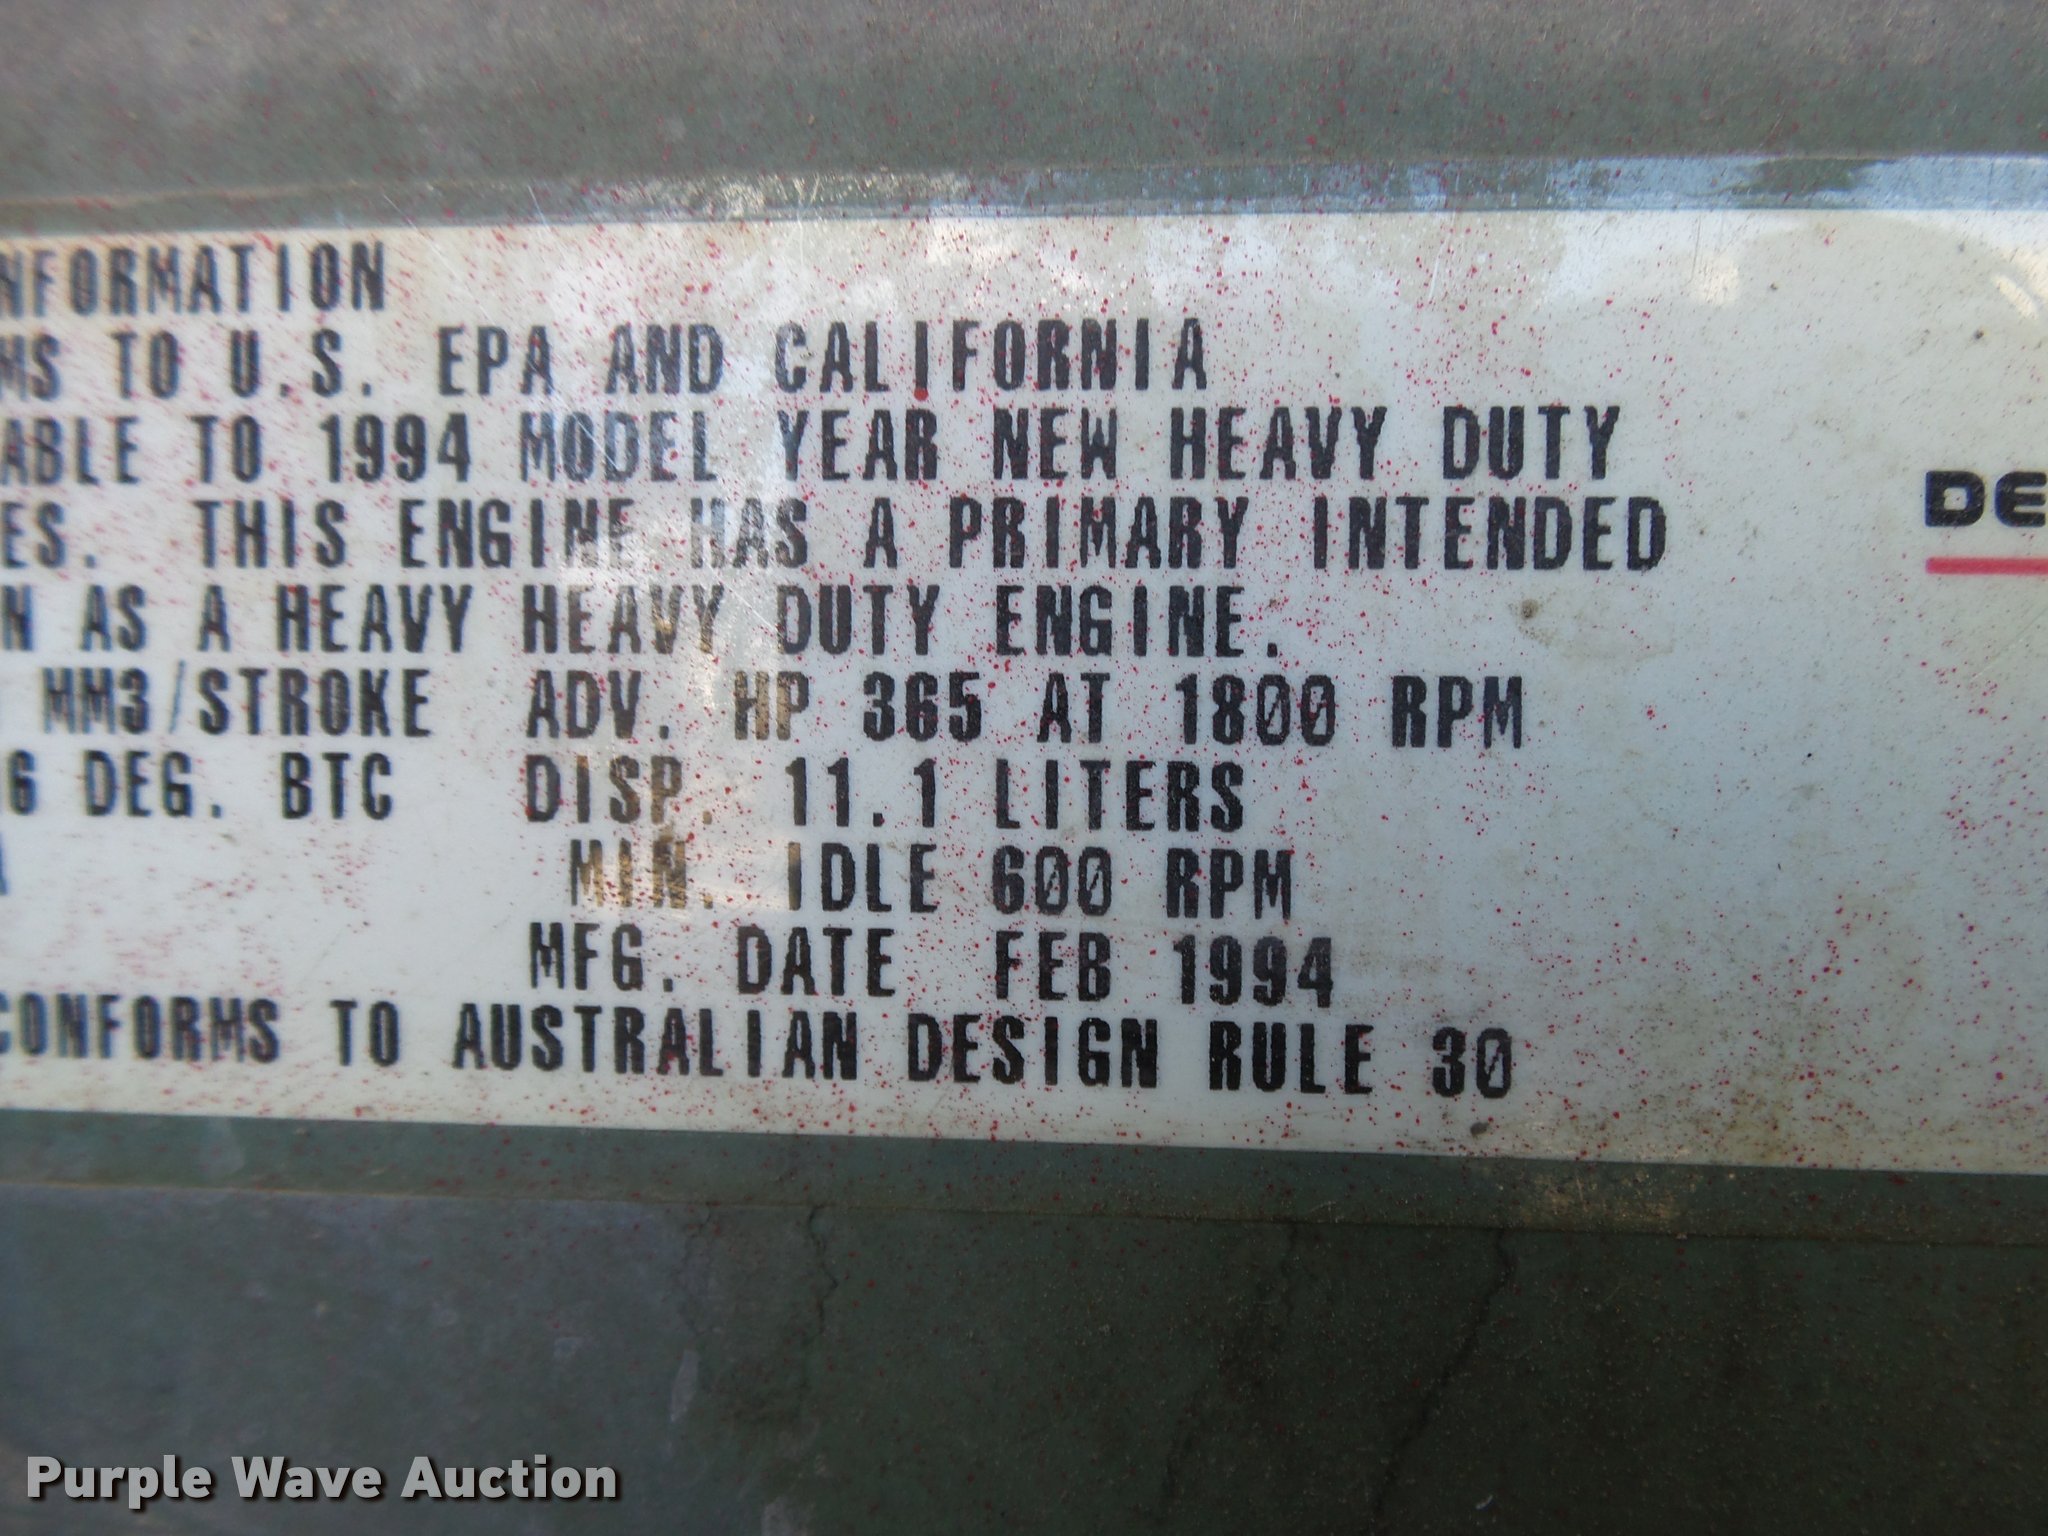 NFORMATION
MS TO U.S. EPA AND CALIFORNIA
ABLE TO 1994 MODEL YEAR NEW HEAVY DUTY
ES. THIS ENGINE HAS A PRIMARY INTENDED
N AS A HEAVY HEAVY DUTY ENGINE.
MM3/STROKE ADV. HP 365 AT 1800 RPM
6 DEG. BTC DISP. 11.1 LITERS
MIN. IDLE 600 RPM
MFG. DATE FEB 1994
CONFORMS TO AUSTRALIAN DESIGN RULE 30
DE
Purple Wave Auction